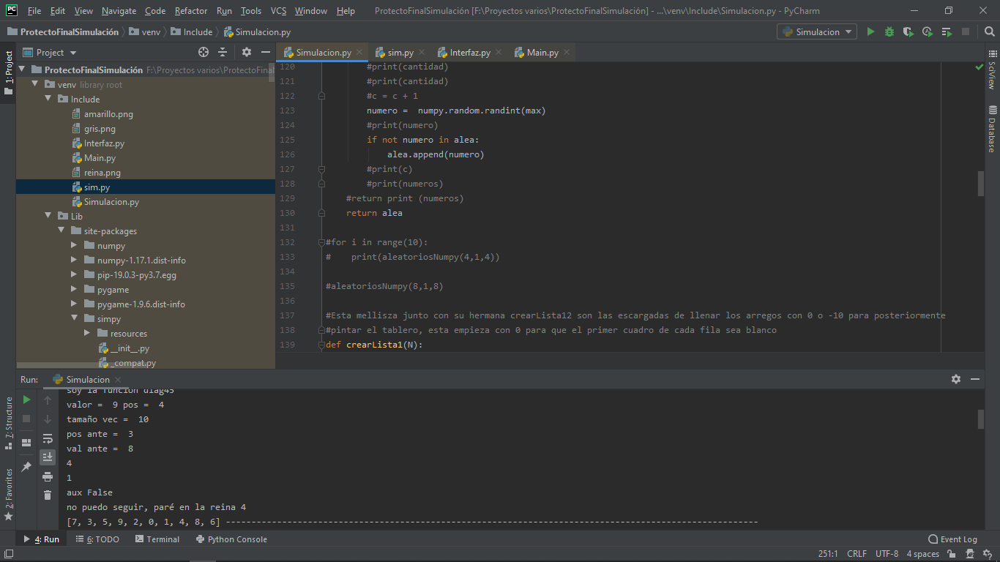 File Edit View Navigate Code Refactor Run Tools VCS Window Help ProtectoFinalSimulación [F:\Proyectos varios\ProtectoFinalSimulación] - ...\venv\Include\Simulacion.py - PyCharm
ProtectoFinalSimulación venv Include Simulacion.py Simulacion
Project Simulacion.py sim.py Interfaz.py Main.py
1: Project
ProtectoFinalSimulación F:\Proyectos varios\ProtectoFinal
venv library root
Include
amarillo.png
gris.png
Interfaz.py
Main.py
reina.png
sim.py
Simulacion.py
Lib
site-packages
numpy
numpy-1.17.1.dist-info
pip-19.0.3-py3.7.egg
pygame
pygame-1.9.6.dist-info
simpy
resources
__init__.py
_compat.py
120 #print(cantidad)
121 #print(cantidad)
122 #c = c + 1
123 numero =  numpy.random.randint(max)
124 #print(numero)
125 if not numero in alea:
126 alea.append(numero)
127 #print(c)
128 #print(numeros)
129 #return print (numeros)
130 return alea
131
132 #for i in range(10):
133 #    print(aleatoriosNumpy(4,1,4))
134
135 #aleatoriosNumpy(8,1,8)
136
137 #Esta mellisza junto con su hermana crearLista12 son las escargadas de llenar los arregos con 0 o -10 para posteriormente
138 #pintar el tablero, esta empieza con 0 para que el primer cuadro de cada fila sea blanco
139 def crearLista1(N):
SciView
Database
Run: Simulacion
soy la funcion diag45
valor =  9 pos =  4
tamaño vec =  10
pos ante =  3
val ante =  8
4
1
aux False
no puedo seguir, paré en la reina 4
[7, 3, 5, 9, 2, 0, 1, 4, 8, 6] --------------------------------------------------------------------------------------------------------
7: Structure
2: Favorites
4: Run 6: TODO Terminal Python Console Event Log
251:1 CRLF UTF-8 4 spaces